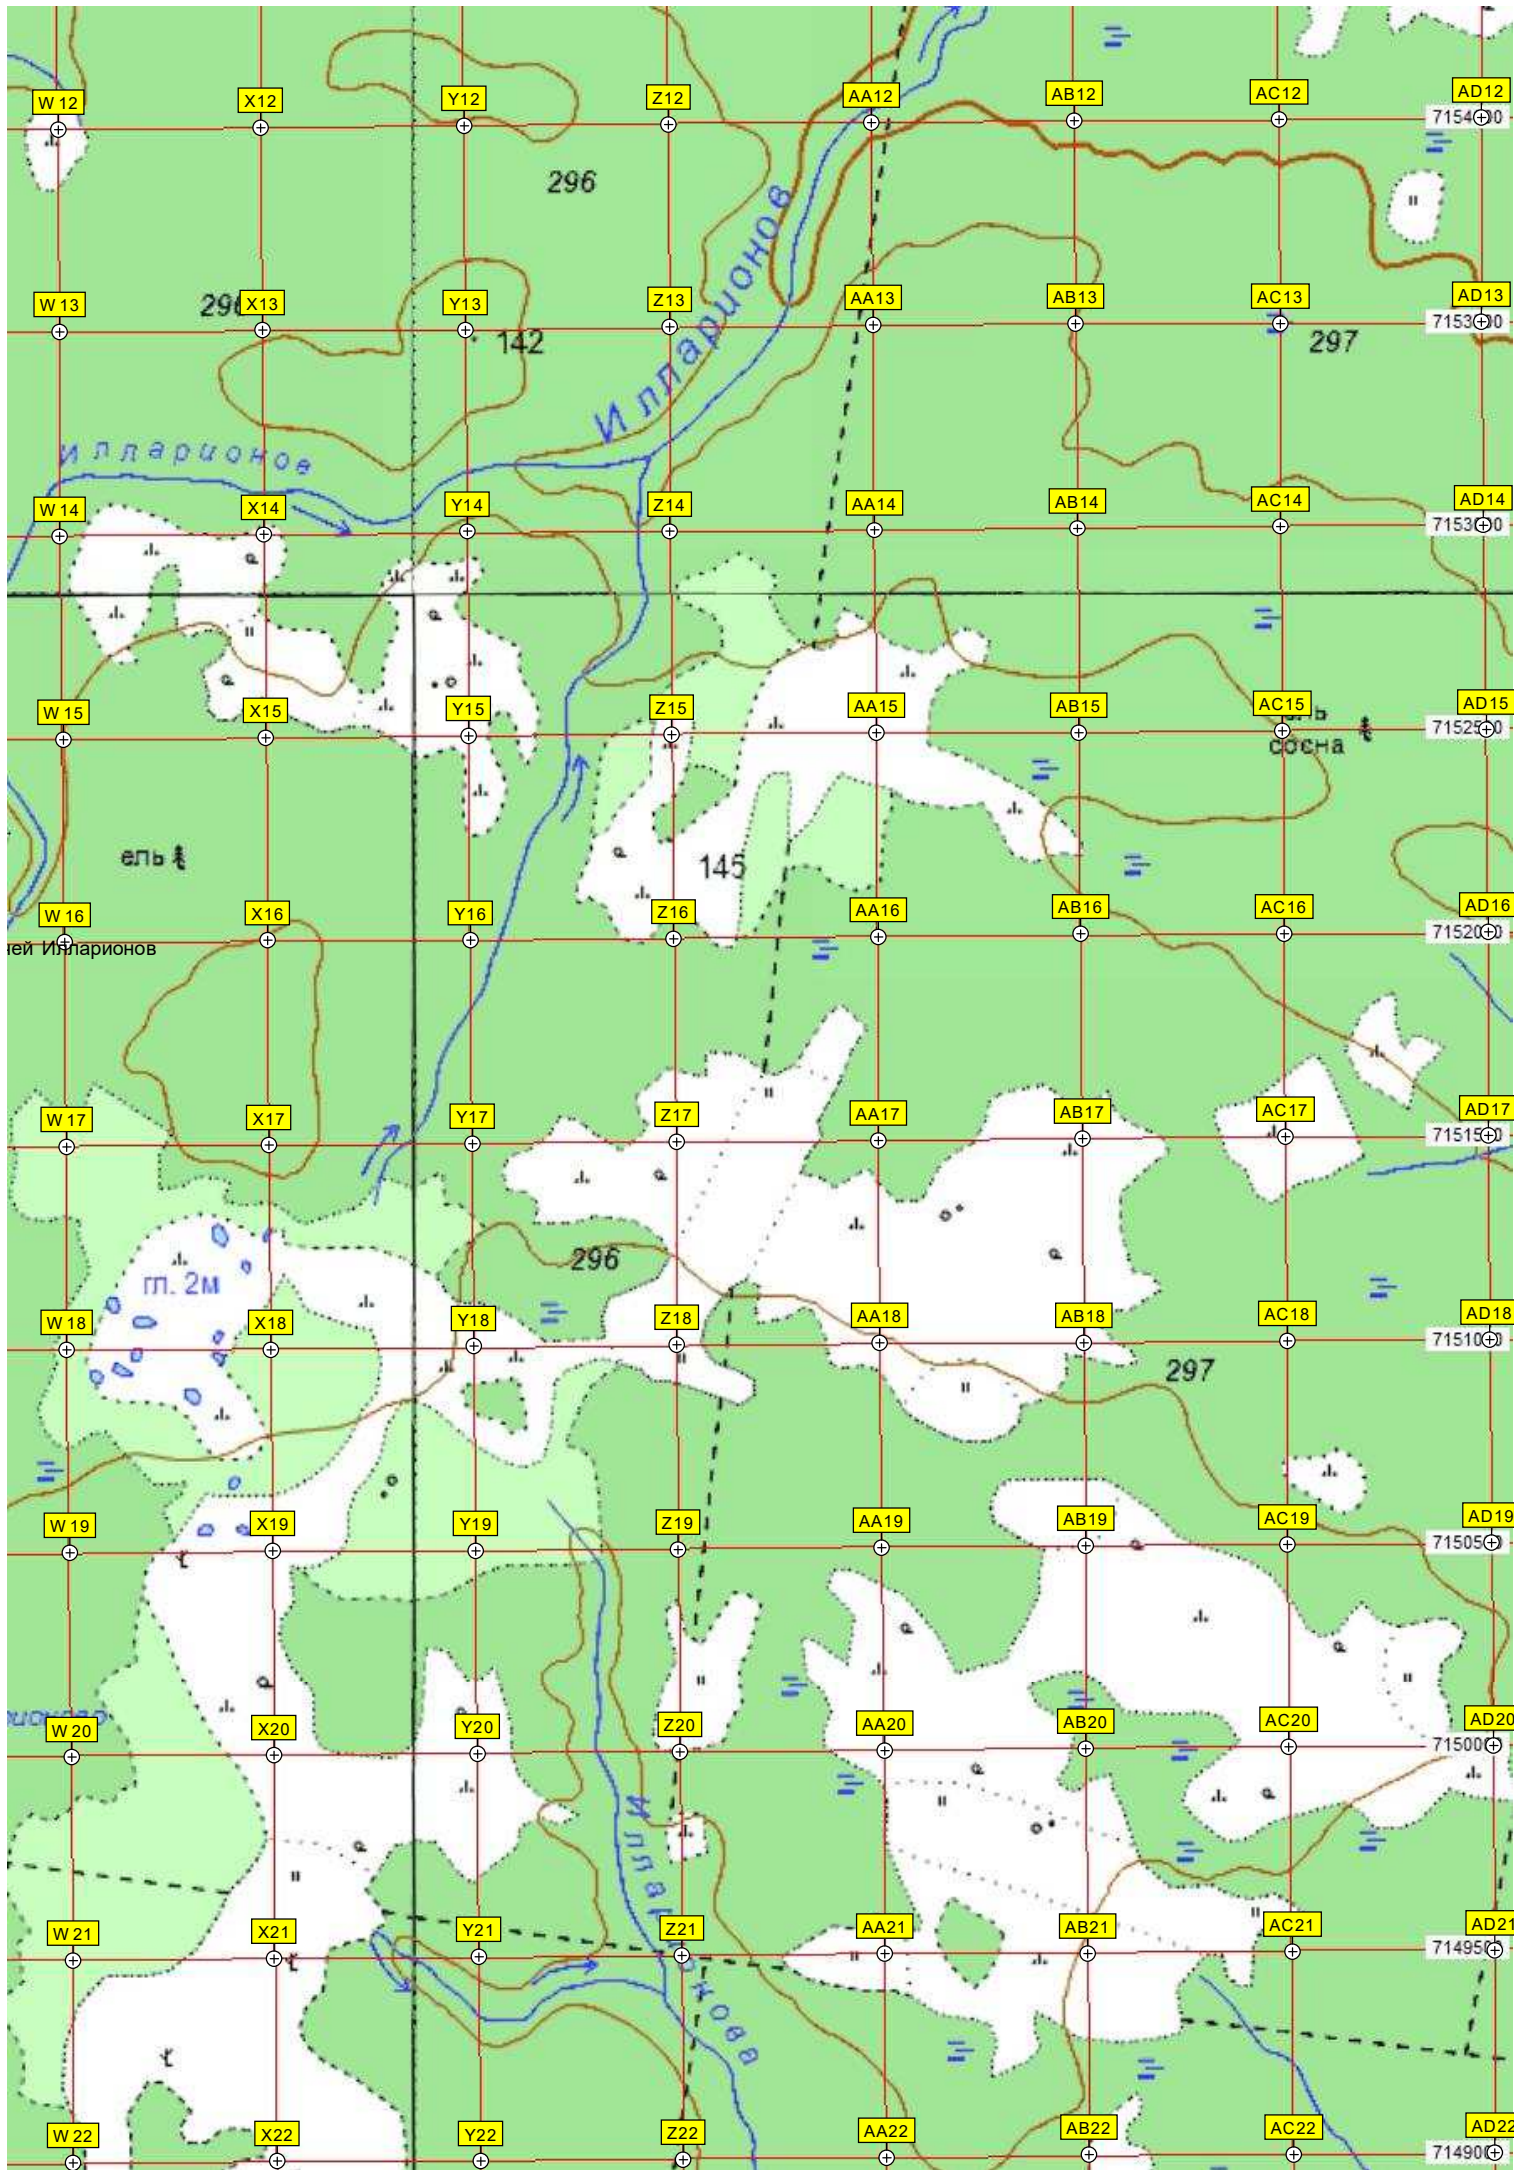 W 12 X12 Y12 Z12 AA12 AB12 AC12 AD12
296
W 13 X13 Y13 Z13 AA13 AB13 AC13 AD13
142
297
Илларионов
Илларионов
W 14 X14 Y14 Z14 AA14 AB14 AC14 AD14
W 15 X15 Y15 Z15 AA15 AB15 AC15 AD15
сосна
ель
145
W 16 X16 Y16 Z16 AA16 AB16 AC16 AD16
Илларионов
W 17 X17 Y17 Z17 AA17 AB17 AC17 AD17
296
гл. 2м
W 18 X18 Y18 Z18 AA18 AB18 AC18 AD18
297
W 19 X19 Y19 Z19 AA19 AB19 AC19 AD19
W 20 X20 Y20 Z20 AA20 AB20 AC20 AD20
Илларионова
W 21 X21 Y21 Z21 AA21 AB21 AC21 AD21
W 22 X22 Y22 Z22 AA22 AB22 AC22 AD22